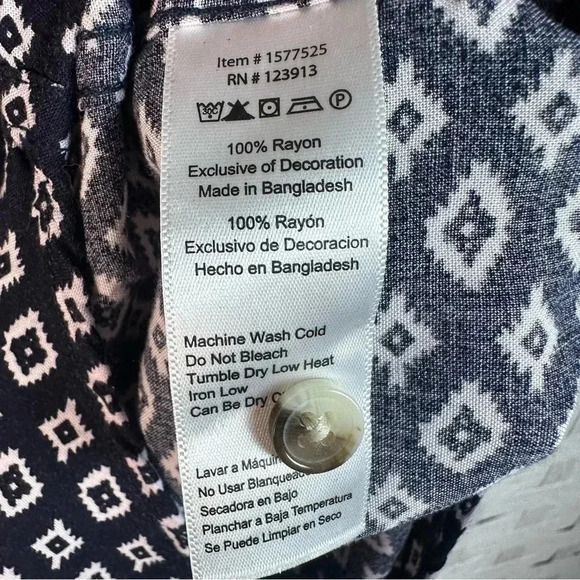 Item # 1577525
RN # 123913
P
100% Rayon
Exclusive of Decoration
Made in Bangladesh
100% Rayón
Exclusivo de Decoracion
Hecho en Bangladesh
Machine Wash Cold
Do Not Bleach
Tumble Dry Low Heat
Iron Low
Can Be Dry
Lavar a
No Usar
Secadora en Bajo
Planchar a Baja Temperatura
Se Puede Limpiar en Seco